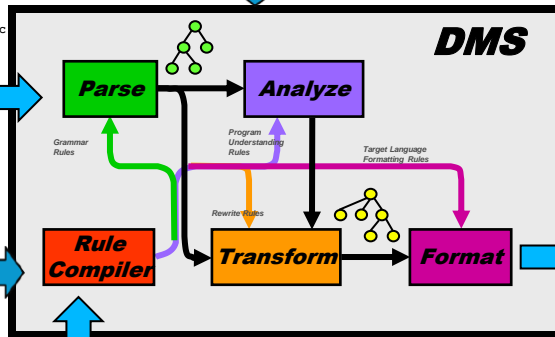 c
DMS
Parse
Analyze
Grammar
Rules
Program
Understanding
Rules
Target Language
Formatting Rules
Rewrite Rules
Rule
Compiler
Transform
Format